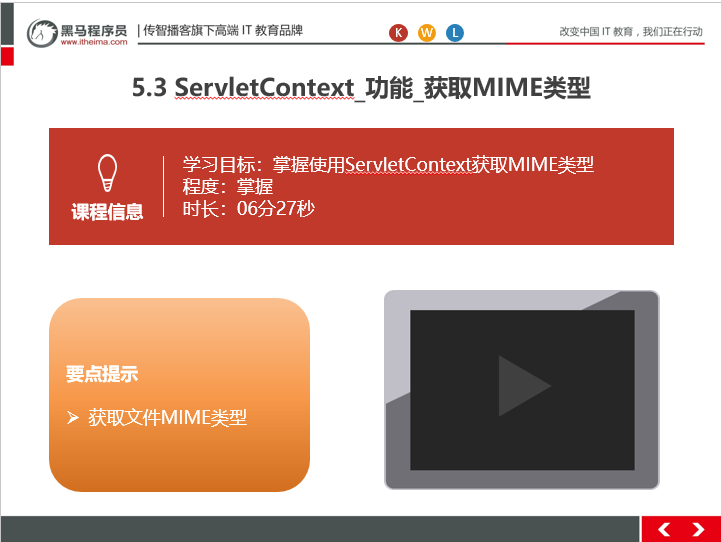 黑马程序员
www.itheima.com
传智播客旗下高端 IT 教育品牌
K W L
改变中国 IT 教育，我们正在行动
5.3 ServletContext_功能_获取MIME类型
课程信息
学习目标：掌握使用ServletContext获取MIME类型
程度：掌握
时长：06分27秒
要点提示
➢ 获取文件MIME类型